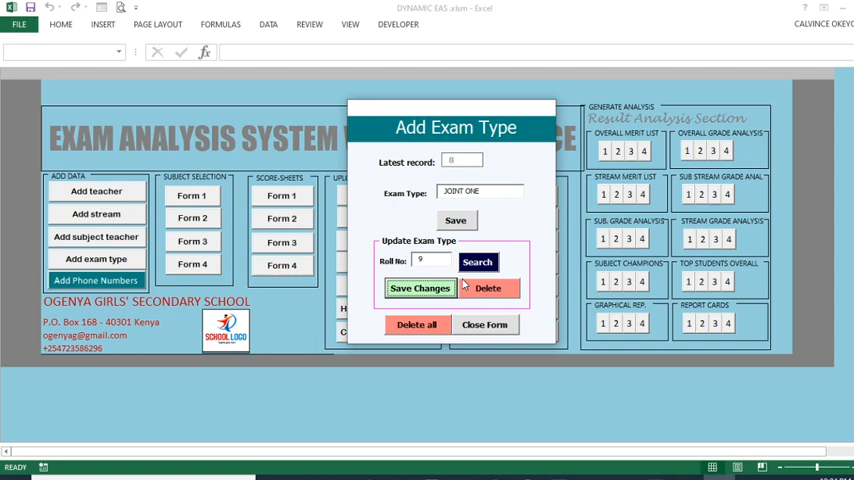 DYNAMIC EAS .xlsm - Excel
FILE HOME INSERT PAGE LAYOUT FORMULAS DATA REVIEW VIEW DEVELOPER CALVINCE OKEYO
fx
EXAM ANALYSIS SYSTEM
ADD DATA
Add teacher
Add stream
Add subject teacher
Add exam type
Add Phone Numbers
SUBJECT SELECTION
Form 1
Form 2
Form 3
Form 4
SCORE-SHEETS
Form 1
Form 2
Form 3
Form 4
OGENYA GIRLS' SECONDARY SCHOOL
P.O. Box 168 - 40301 Kenya
ogenyag@gmail.com
+254723586296
SCHOOL LOGO
Add Exam Type
Latest record: 8
Exam Type: JOINT ONE
Save
Update Exam Type
Roll No: 9 Search
Save Changes Delete
Delete all Close Form
GENERATE ANALYSIS
Result Analysis Section
OVERALL MERIT LIST OVERALL GRADE ANALYSIS
1 2 3 4 1 2 3 4
STREAM MERIT LIST SUB STREAM GRADE ANAL
1 2 3 4 1 2 3 4
SUB. GRADE ANALYSIS STREAM GRADE ANALYSIS
1 2 3 4 1 2 3 4
SUBJECT CHAMPIONS TOP STUDENTS OVERALL
1 2 3 4 1 2 3 4
GRAPHICAL REP. REPORT CARDS
1 2 3 4 1 2 3 4
READY